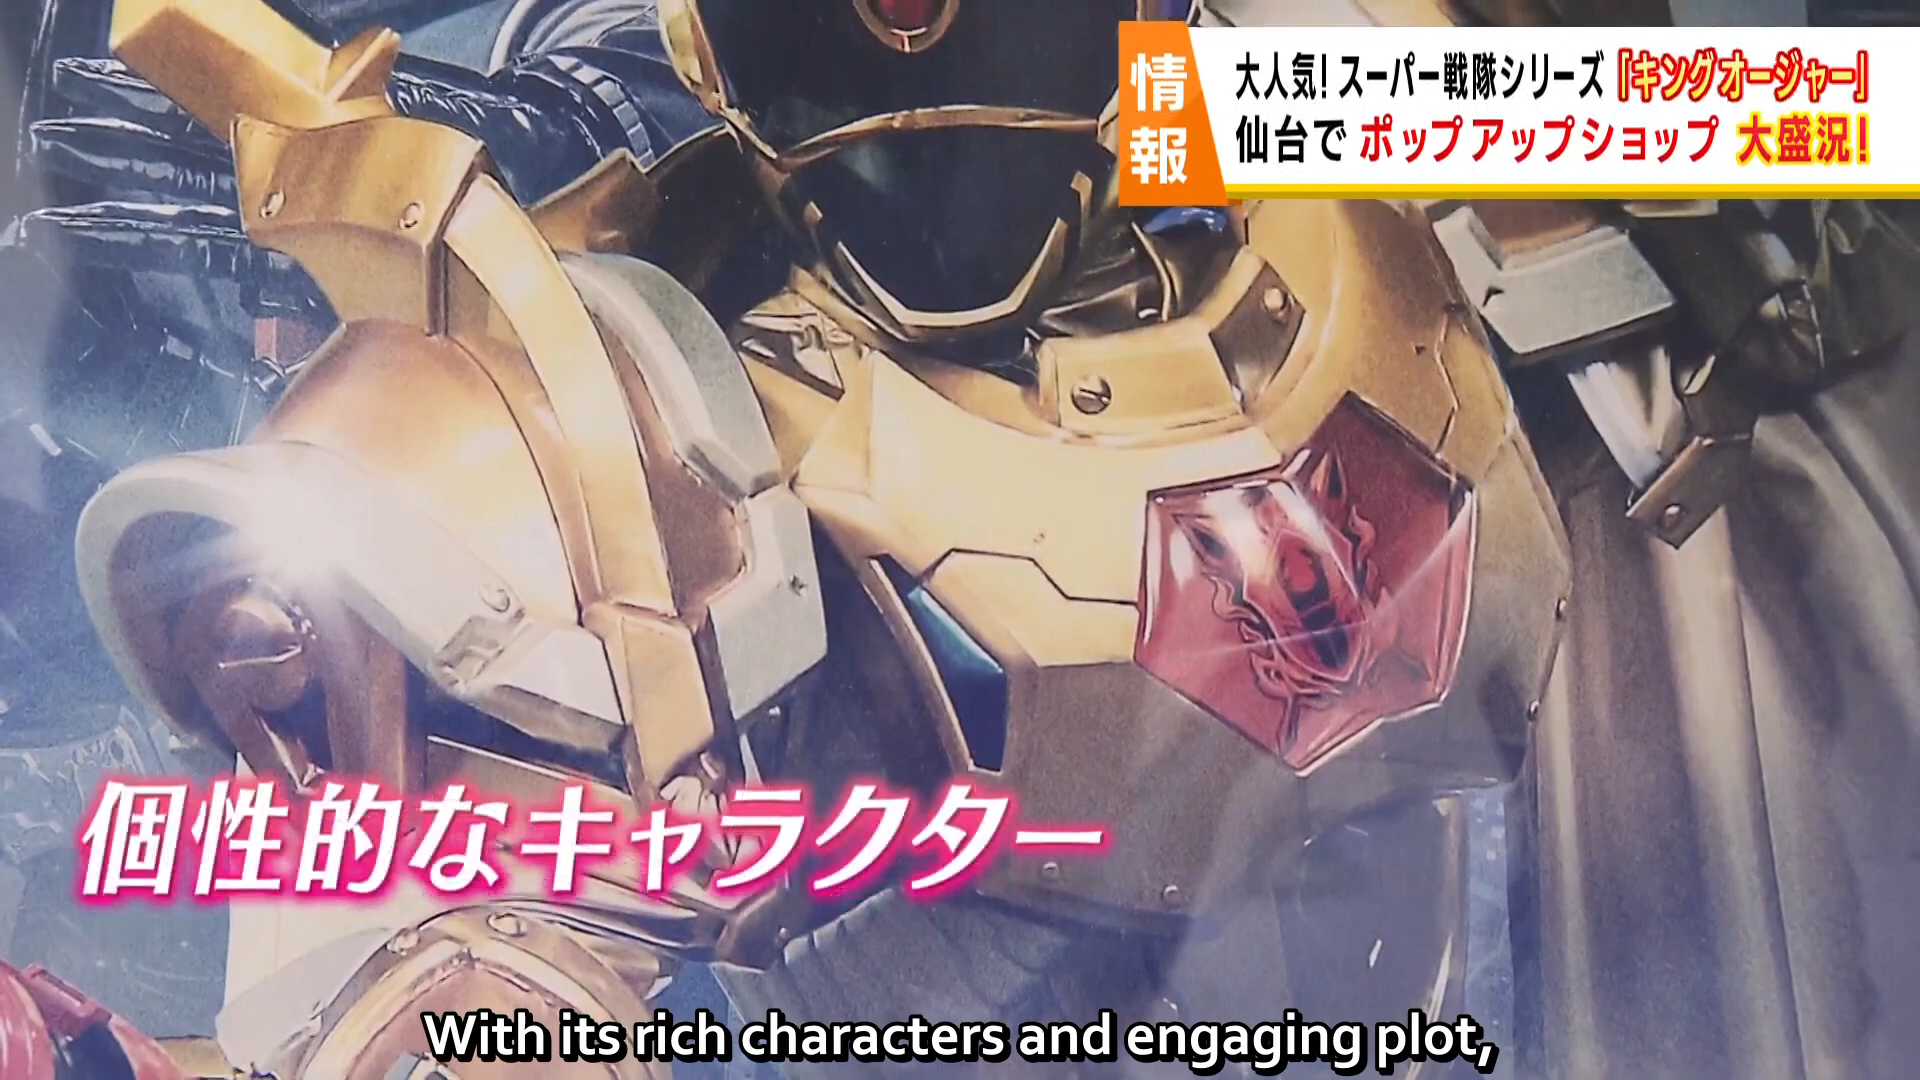 情報
大人気!スーパー戦隊シリーズ「キングオージャー」
仙台でポップアップショップ 大盛況!
個性的なキャラクター
With its rich characters and engaging plot,